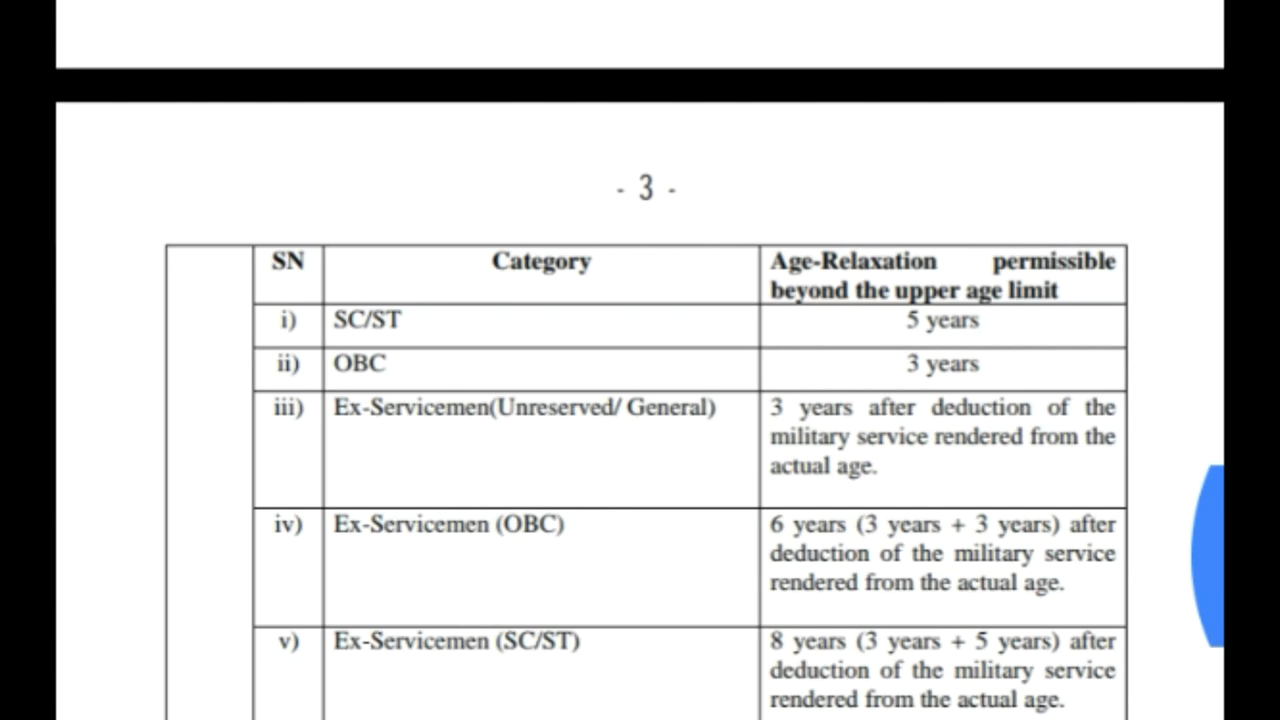 - 3 -
SN Category Age-Relaxation permissible
beyond the upper age limit
i) SC/ST 5 years
ii) OBC 3 years
iii) Ex-Servicemen(Unreserved/ General) 3 years after deduction of the
military service rendered from the
actual age.
iv) Ex-Servicemen (OBC) 6 years (3 years + 3 years) after
deduction of the military service
rendered from the actual age.
v) Ex-Servicemen (SC/ST) 8 years (3 years + 5 years) after
deduction of the military service
rendered from the actual age.